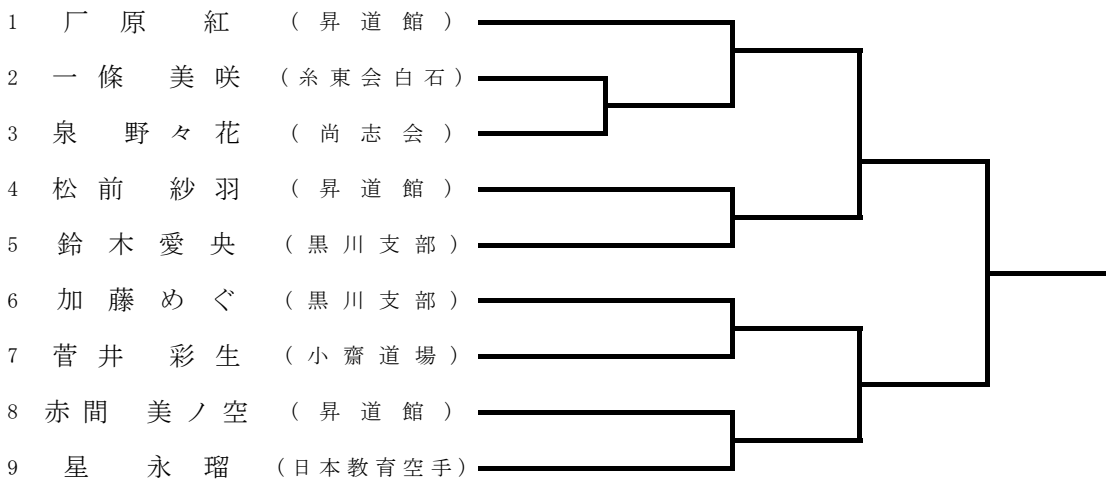 1 厂原 紅 (昇道館)
2 一條 美咲 (糸東会白石)
3 泉 野々花 (尚志会)
4 松前 紗羽 (昇道館)
5 鈴木愛央 (黒川支部)
6 加藤めぐ (黒川支部)
7 菅井 彩生 (小齋道場)
8 赤間 美ノ空 (昇道館)
9 星 永瑠 (日本教育空手)